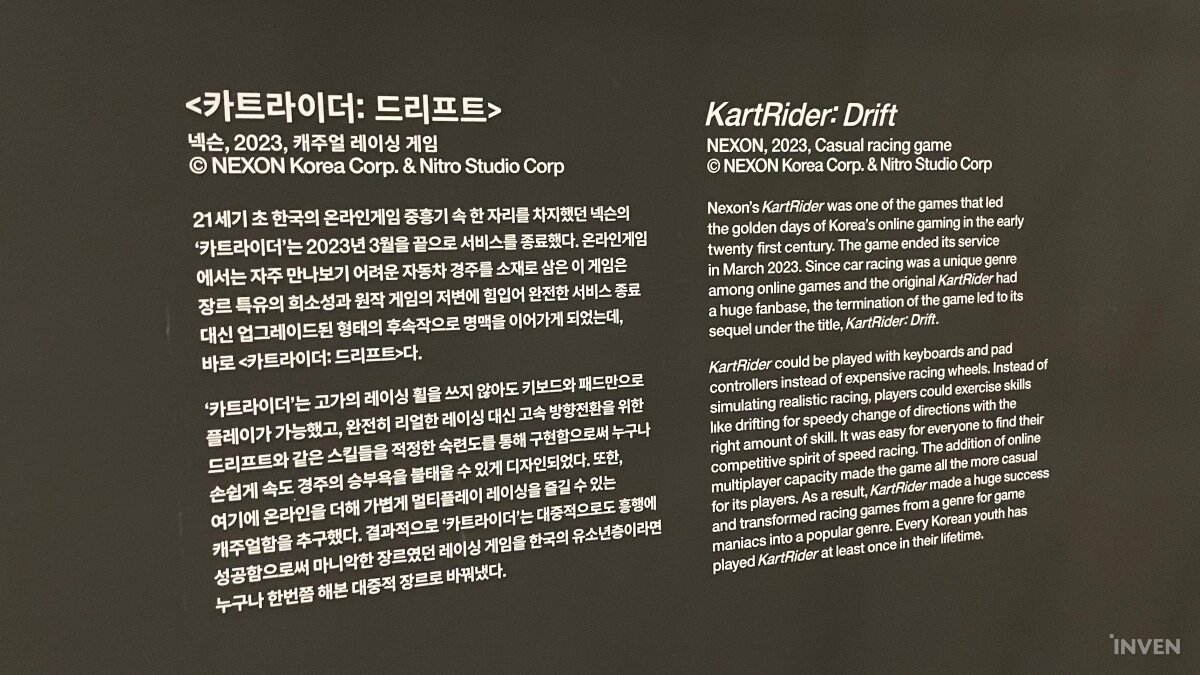 <카트라이더: 드리프트>
넥슨, 2023, 캐주얼 레이싱 게임
© NEXON Korea Corp. & Nitro Studio Corp
21세기 초 한국의 온라인게임 중흥기 속 한 자리를 차지했던 넥슨의
‘카트라이더’는 2023년 3월을 끝으로 서비스를 종료했다. 온라인게임
에서는 자주 만나보기 어려운 자동차 경주를 소재로 삼은 이 게임은
장르 특유의 희소성과 원작 게임의 저변에 힘입어 완전한 서비스 종료
대신 업그레이드된 형태의 후속작으로 명맥을 이어가게 되었는데,
바로 <카트라이더: 드리프트>다.
‘카트라이더’는 고가의 레이싱 휠을 쓰지 않아도 키보드와 패드만으로
플레이가 가능했고, 완전히 리얼한 레이싱 대신 고속 방향전환을 위한
드리프트와 같은 스킬들을 적정한 숙련도를 통해 구현함으로써 누구나
손쉽게 속도 경주의 승부욕을 불태울 수 있게 디자인되었다. 또한,
여기에 온라인을 더해 가볍게 멀티플레이 레이싱을 즐길 수 있는
캐주얼함을 추구했다. 결과적으로 ‘카트라이더’는 대중적으로도 흥행에
성공함으로써 마니악한 장르였던 레이싱 게임을 한국의 유소년층이라면
누구나 한번쯤 해본 대중적 장르로 바꿔냈다.
KartRider: Drift
NEXON, 2023, Casual racing game
© NEXON Korea Corp. & Nitro Studio Corp
Nexon's KartRider was one of the games that led
the golden days of Korea's online gaming in the early
twenty first century. The game ended its service
in March 2023. Since car racing was a unique genre
among online games and the original KartRider had
a huge fanbase, the termination of the game led to its
sequel under the title, KartRider: Drift.
KartRider could be played with keyboards and pad
controllers instead of expensive racing wheels. Instead of
simulating realistic racing, players could exercise skills
like drifting for speedy change of directions with the
right amount of skill. It was easy for everyone to find their
competitive spirit of speed racing. The addition of online
multiplayer capacity made the game all the more casual
for its players. As a result, KartRider made a huge success
and transformed racing games from a genre for game
maniacs into a popular genre. Every Korean youth has
played KartRider at least once in their lifetime.
INVEN